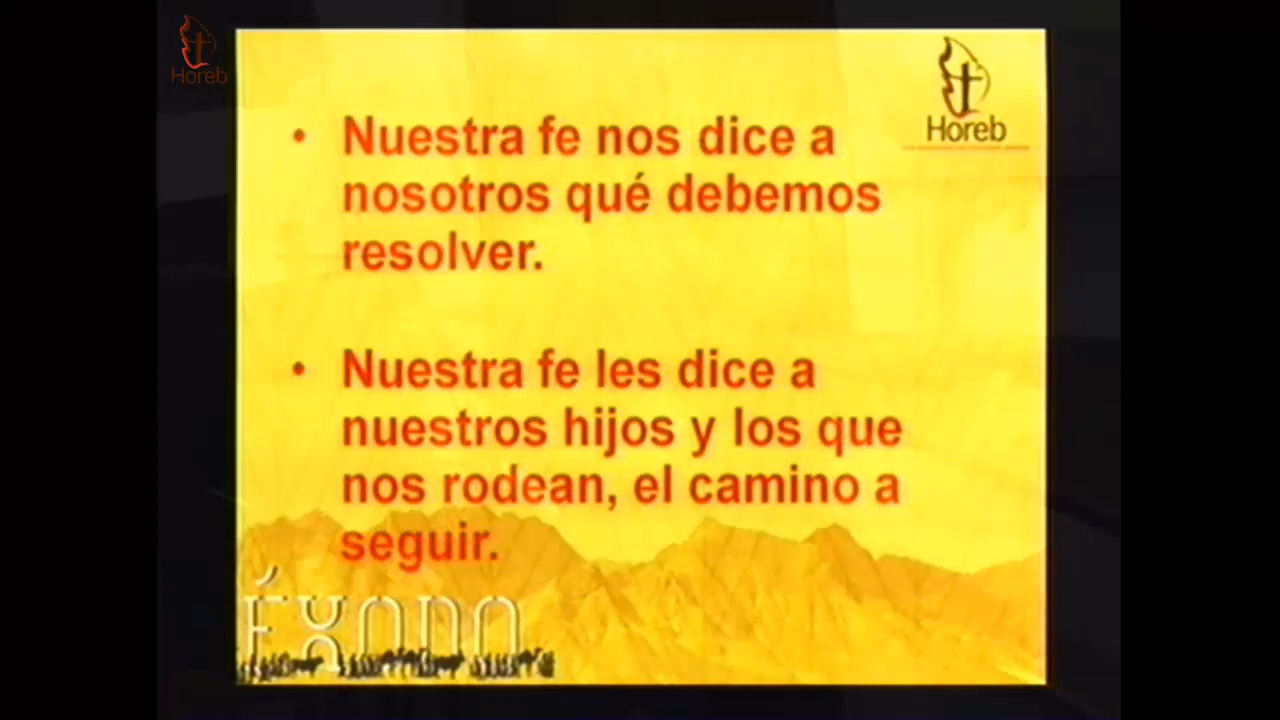 Horeb
Horeb
• Nuestra fe nos dice a
nosotros qué debemos
resolver.
• Nuestra fe les dice a
nuestros hijos y los que
nos rodean, el camino a
seguir.
ÉXODO